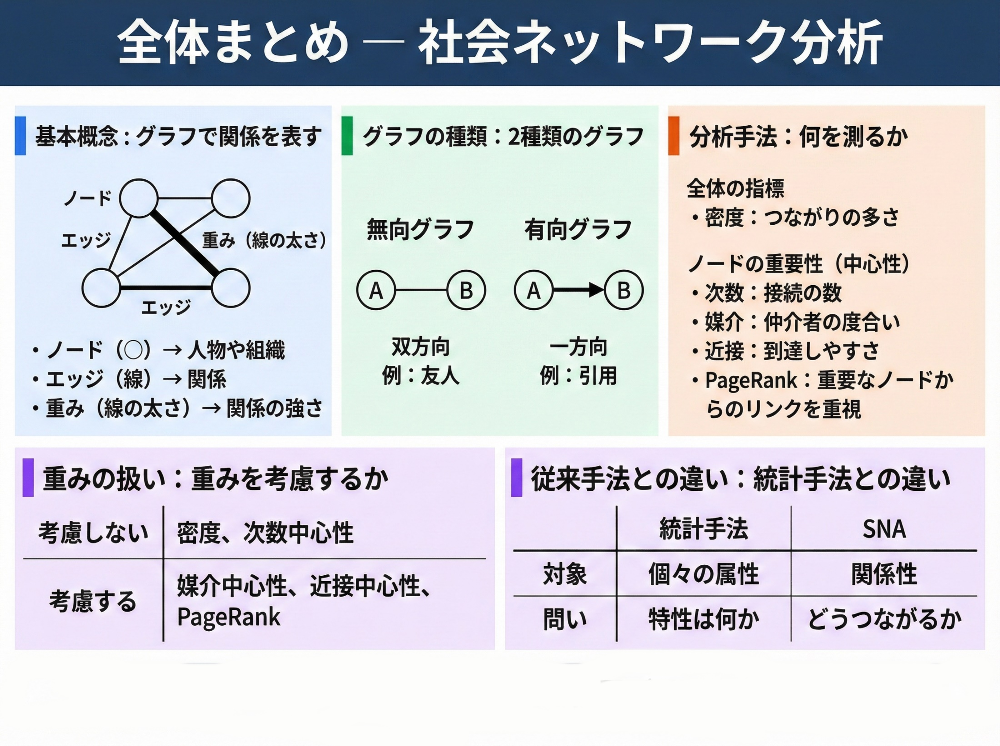 全体まとめ — 社会ネットワーク分析
基本概念：グラフで関係を表す
ノード
エッジ
重み（線の太さ）
エッジ
・ノード（○）→ 人物や組織
・エッジ（線）→ 関係
・重み（線の太さ）→ 関係の強さ
グラフの種類：2種類のグラフ
無向グラフ
有向グラフ
A
B
A
B
双方向
例：友人
一方向
例：引用
分析手法：何を測るか
全体の指標
・密度：つながりの多さ
ノードの重要性（中心性）
・次数：接続の数
・媒介：仲介者の度合い
・近接：到達しやすさ
・PageRank：重要なノードか
らのリンクを重視
重みの扱い：重みを考慮するか
考慮しない
密度、次数中心性
考慮する
媒介中心性、近接中心性、
PageRank
従来手法との違い：統計手法との違い
統計手法
SNA
対象
個々の属性
関係性
問い
特性は何か
どうつながるか